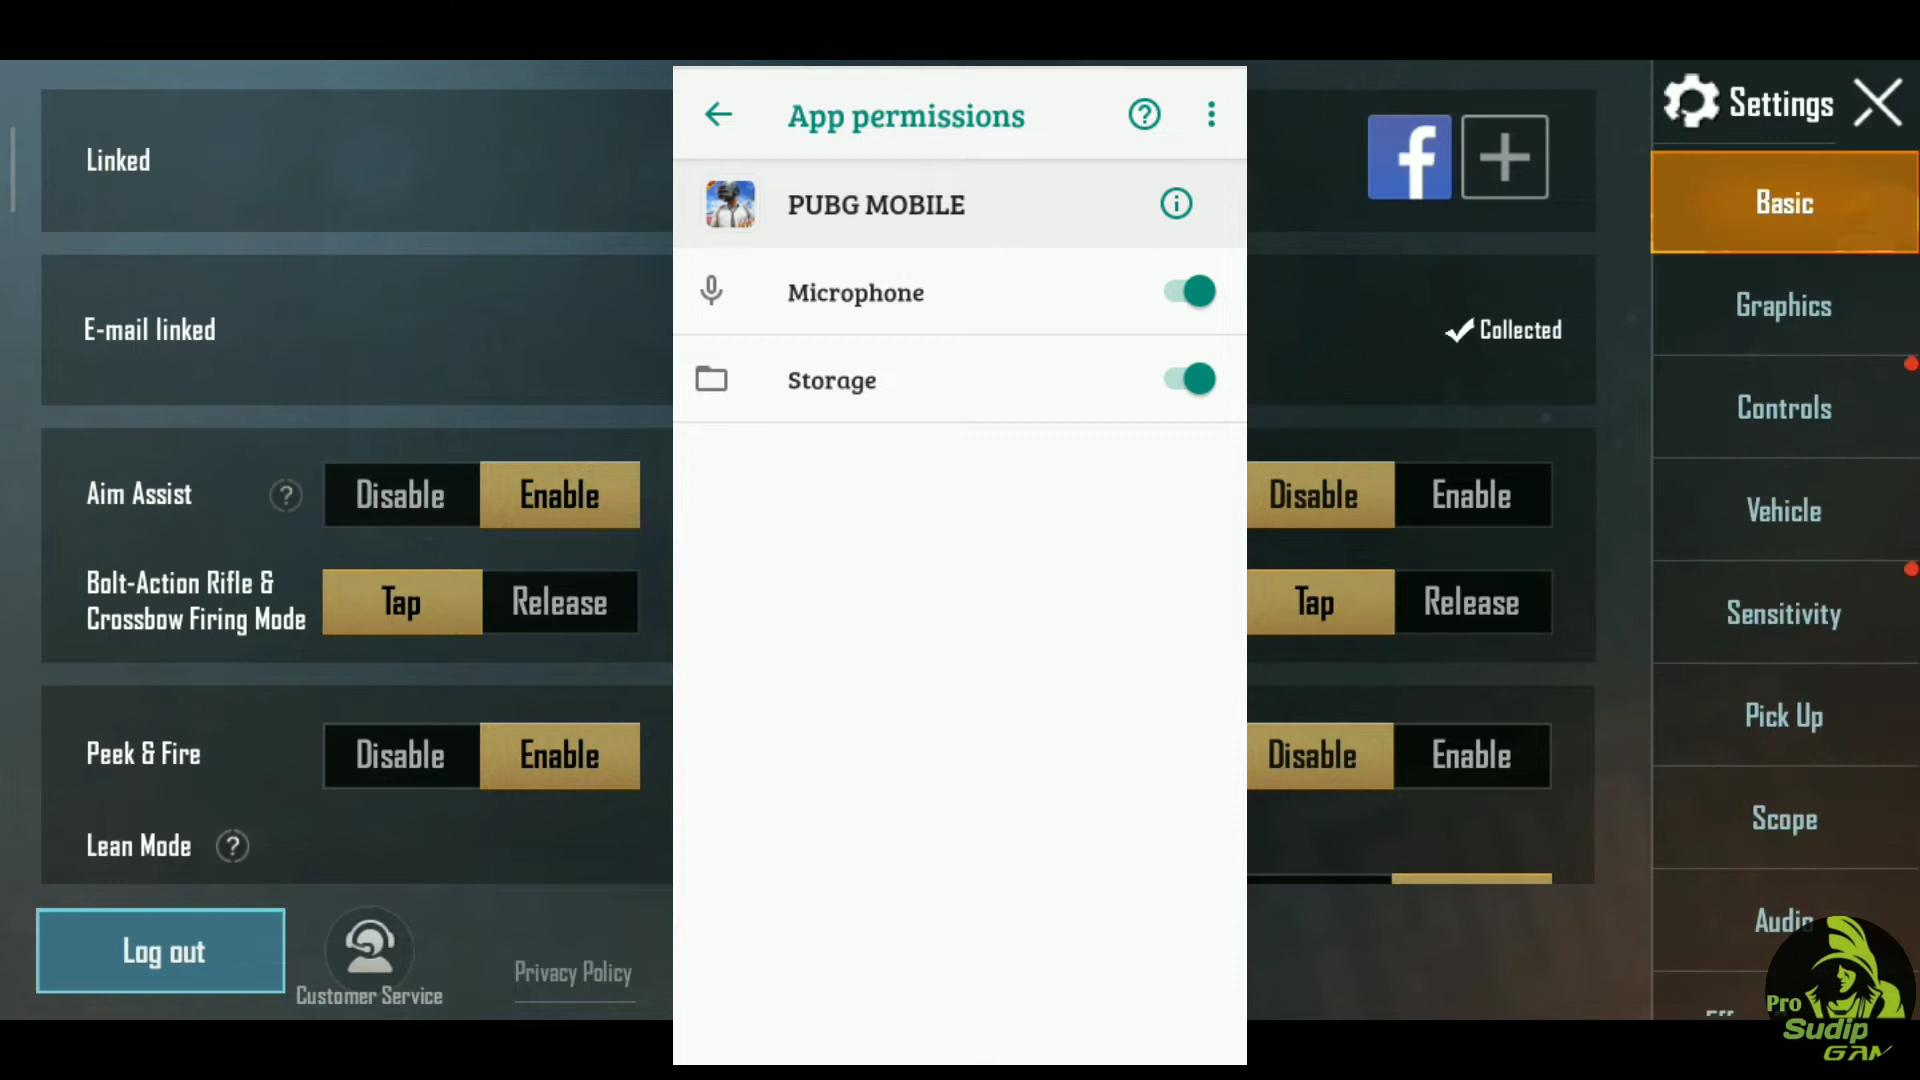 Linked
E-mail linked
Collected
Aim Assist ?
Disable Enable
Disable Enable
Bolt-Action Rifle &
Crossbow Firing Mode
Tap Release
Tap Release
Peek & Fire
Disable Enable
Disable Enable
Lean Mode ?
Log out
Customer Service
Privacy Policy
App permissions
PUBG MOBILE
Microphone
Storage
Settings
Basic
Graphics
Controls
Vehicle
Sensitivity
Pick Up
Scope
Audio
Pro
Sudip